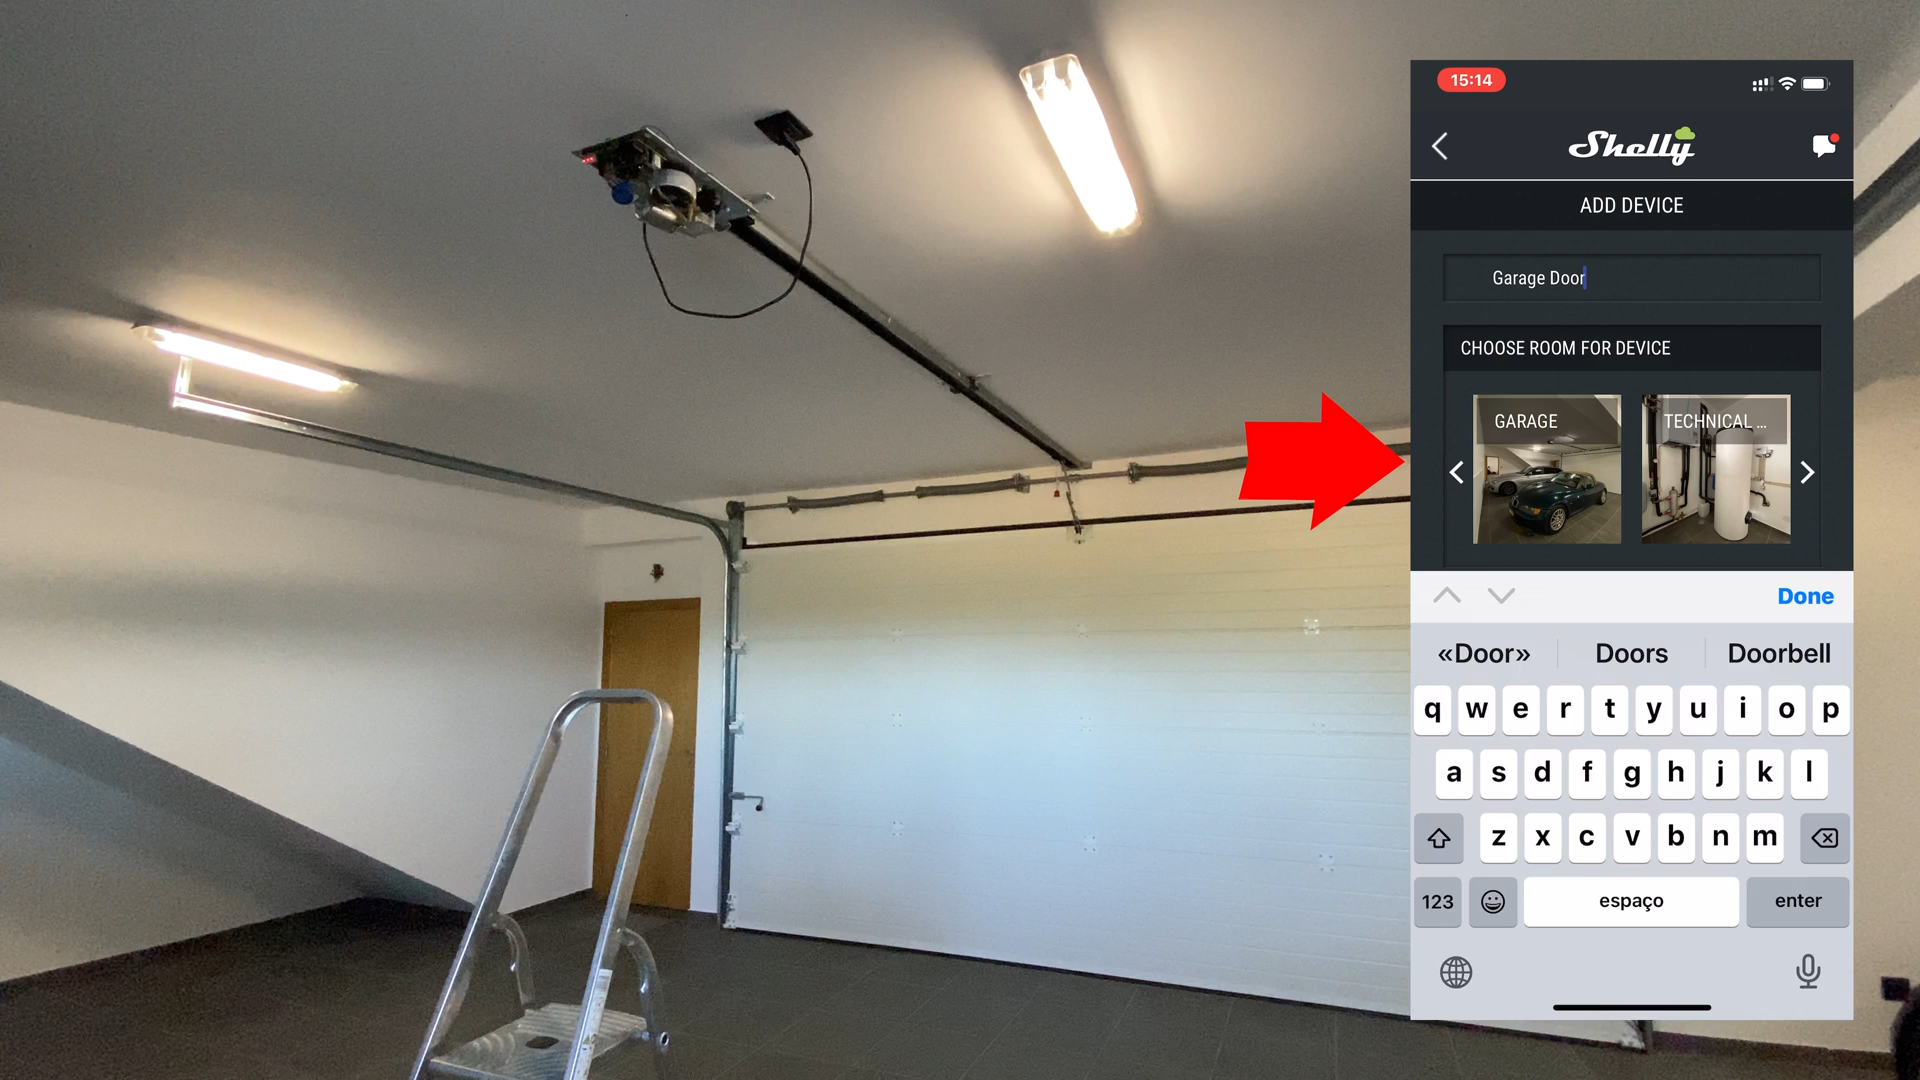 15:14
Shelly
ADD DEVICE
Garage Door
CHOOSE ROOM FOR DEVICE
GARAGE
TECHNICAL ...
Done
«Door»
Doors
Doorbell
q w e r t y u i o p
a s d f g h j k l
z x c v b n m
123
espaço
enter